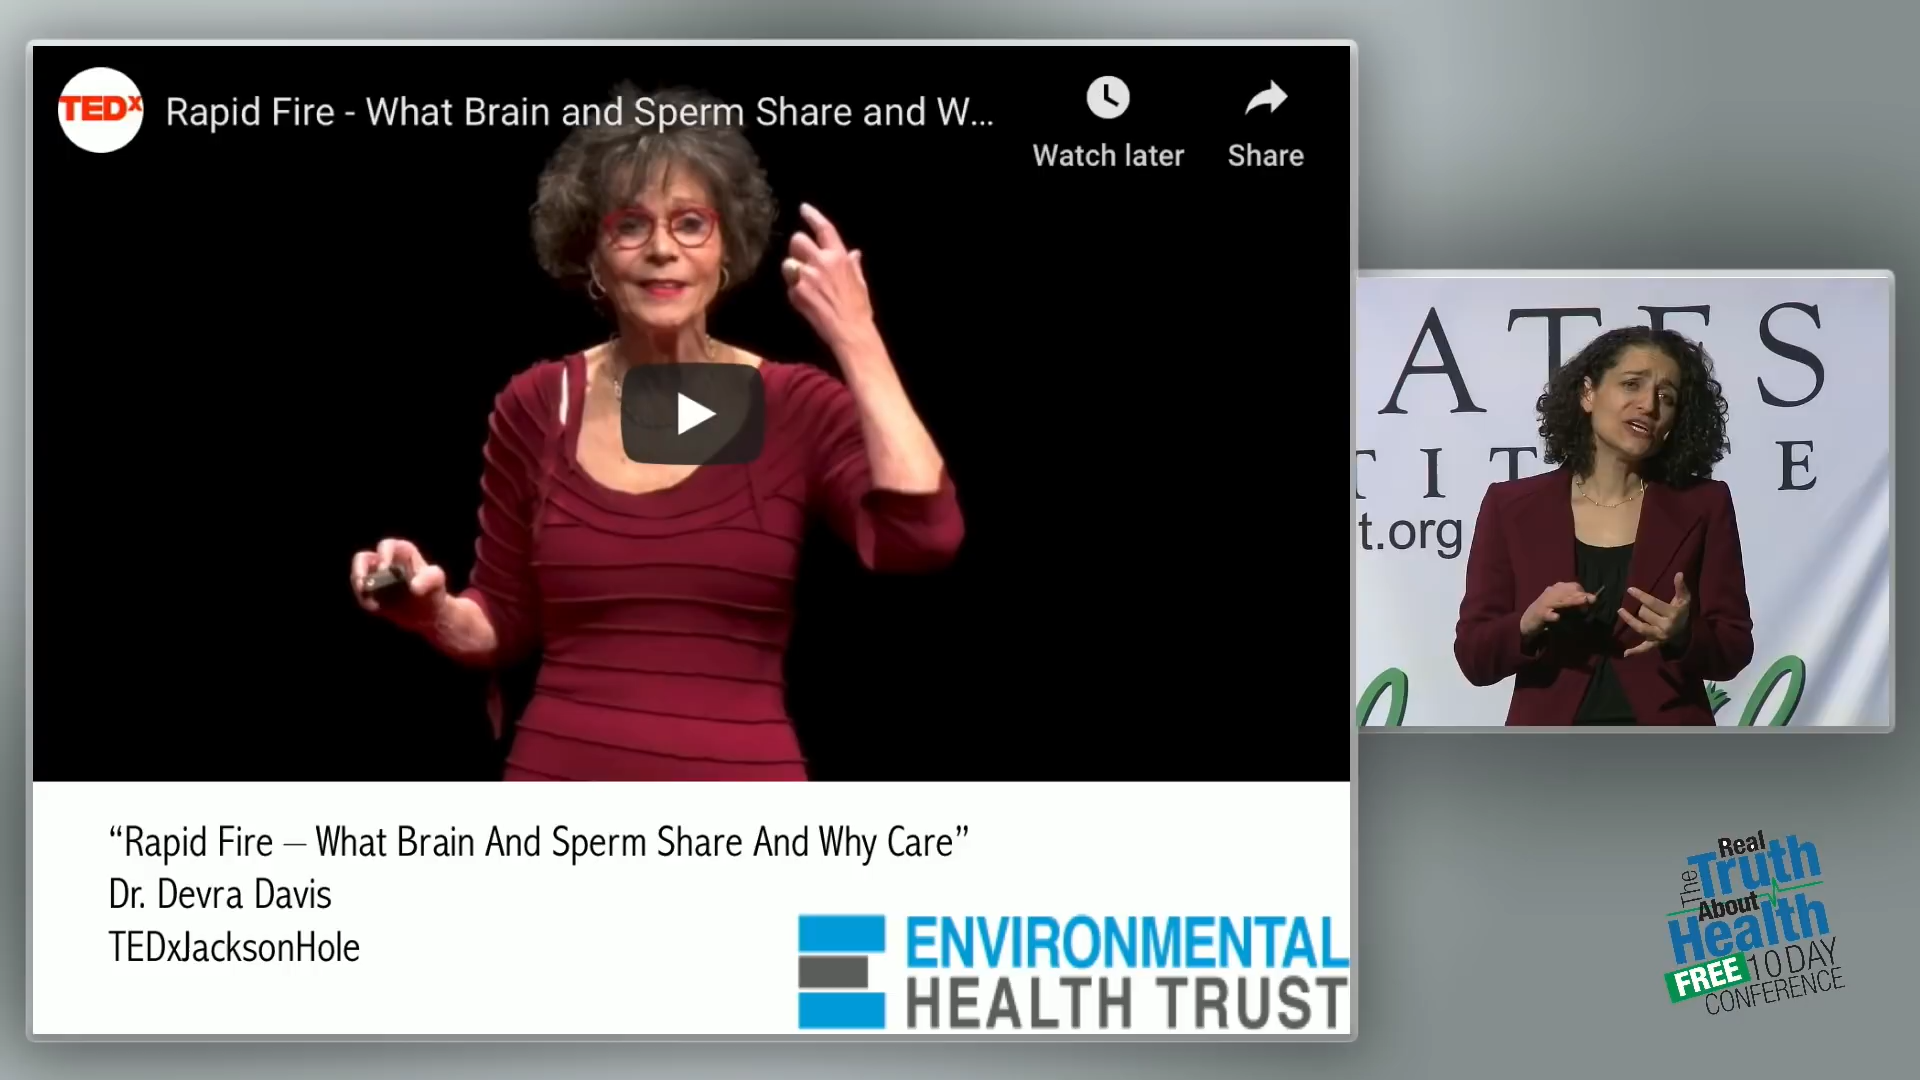 TEDx
Rapid Fire - What Brain and Sperm Share and W...
Watch later
Share
“Rapid Fire – What Brain And Sperm Share And Why Care”
Dr. Devra Davis
TEDxJacksonHole
ENVIRONMENTAL
HEALTH TRUST
ATES
TIT E
t.org
The Real
Truth
About
Health
FREE 10 DAY
CONFERENCE